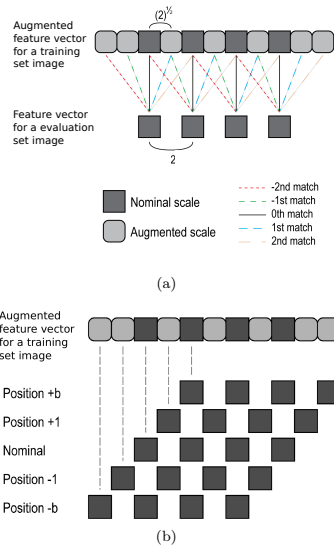 Augmented
feature vector
for a training
set image
(2)^½
Feature vector
for a evaluation
set image
2
Nominal scale
Augmented scale
-2nd match
-1st match
0th match
1st match
2nd match
(a)
Augmented
feature vector
for a training
set image
Position +b
Position +1
Nominal
Position -1
Position -b
(b)